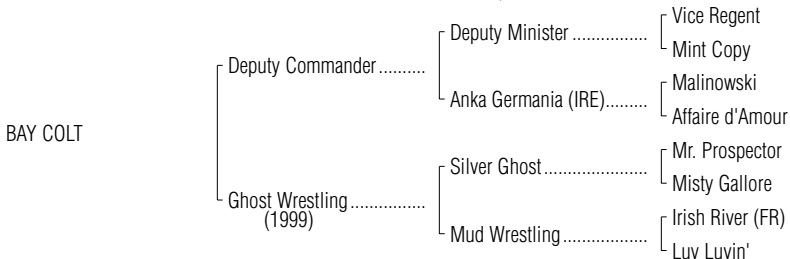 Vice Regent
Deputy Minister ................
Mint Copy
Deputy Commander ..........
Malinowski
Anka Germania (IRE) .........
Affaire d'Amour
BAY COLT
Mr. Prospector
Silver Ghost ......................
Misty Gallore
Ghost Wrestling ................
(1999)
Irish River (FR)
Mud Wrestling .................
Luv Luvin'